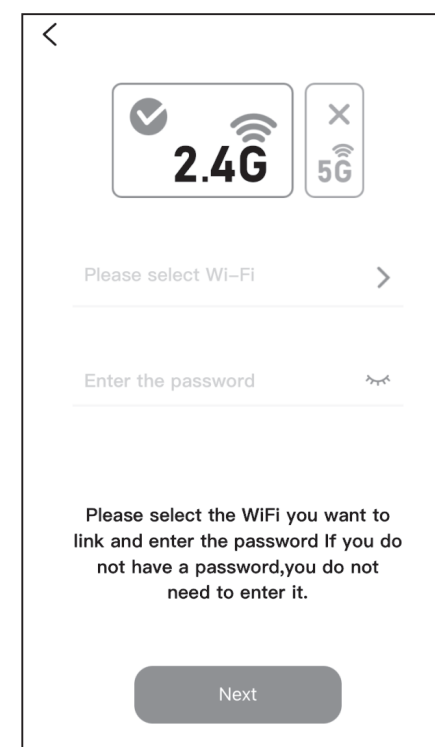 2.4G
5G
Please select Wi-Fi
Enter the password
Please select the WiFi you want to
link and enter the password If you do
not have a password,you do not
need to enter it.
Next